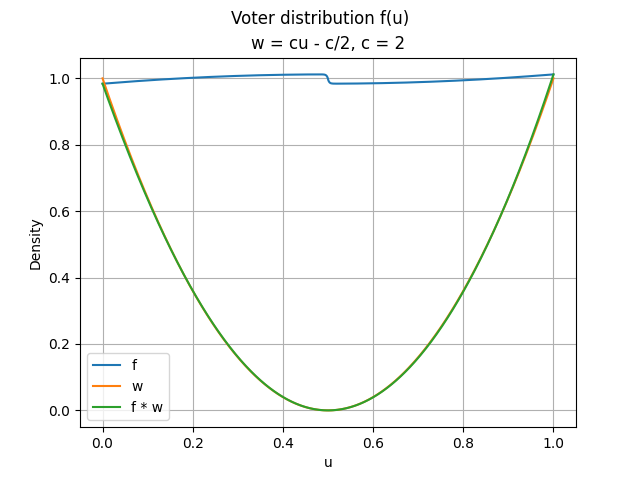 Voter distribution f(u)
w = cu - c/2, c = 2
1.0
0.8
0.6
0.4
0.2
0.0
Density
f
w
f * w
0.0 0.2 0.4 0.6 0.8 1.0
u